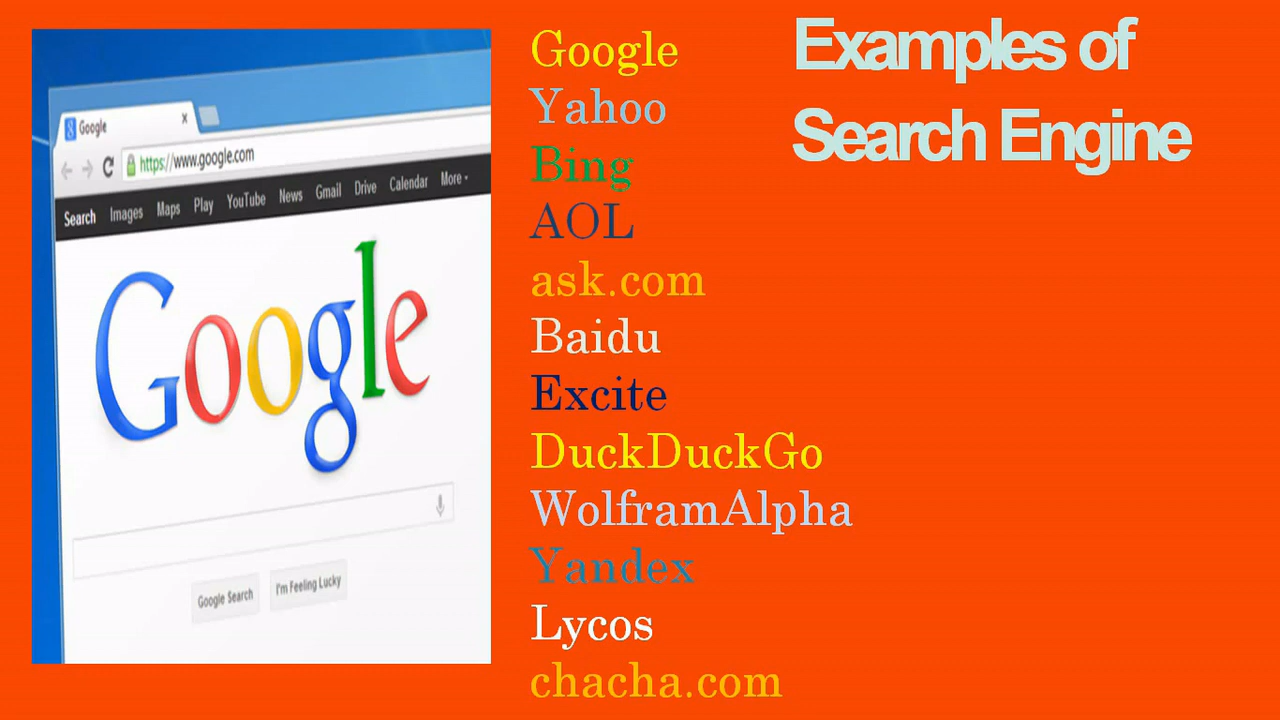 Examples of
Search Engine
Google
https://www.google.com
Search Images Maps Play YouTube News Gmail Drive Calendar More
Google
Google Search I'm Feeling Lucky
Google
Yahoo
Bing
AOL
ask.com
Baidu
Excite
DuckDuckGo
WolframAlpha
Yandex
Lycos
chacha.com